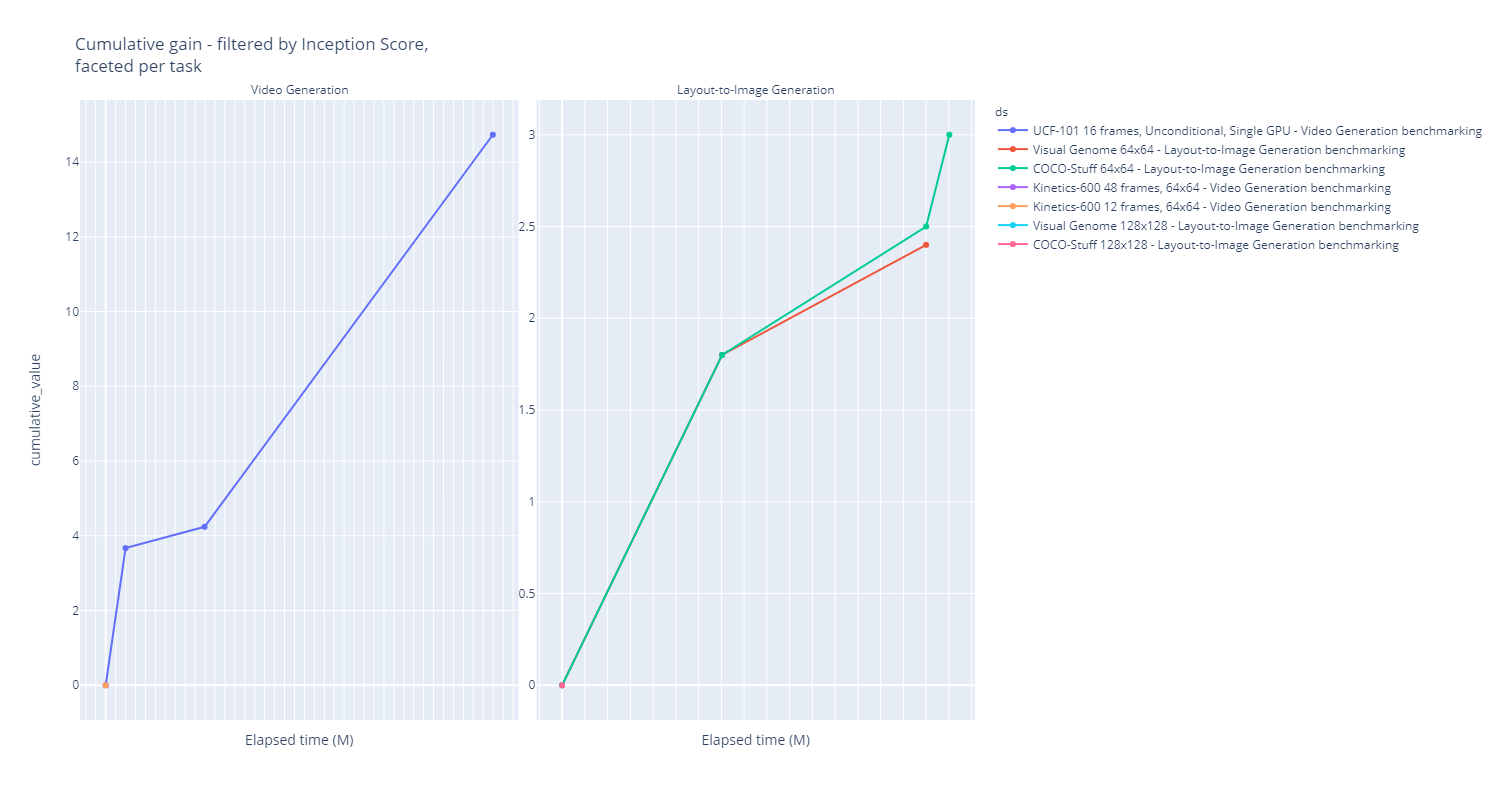 Cumulative gain - filtered by Inception Score,
faceted per task
Video Generation
Layout-to-Image Generation
cumulative_value
14
12
10
8
6
4
2
0
Elapsed time (M)
3
2.5
2
1.5
1
0.5
0
Elapsed time (M)
ds
UCF-101 16 frames, Unconditional, Single GPU - Video Generation benchmarking
Visual Genome 64x64 - Layout-to-Image Generation benchmarking
COCO-Stuff 64x64 - Layout-to-Image Generation benchmarking
Kinetics-600 48 frames, 64x64 - Video Generation benchmarking
Kinetics-600 12 frames, 64x64 - Video Generation benchmarking
Visual Genome 128x128 - Layout-to-Image Generation benchmarking
COCO-Stuff 128x128 - Layout-to-Image Generation benchmarking